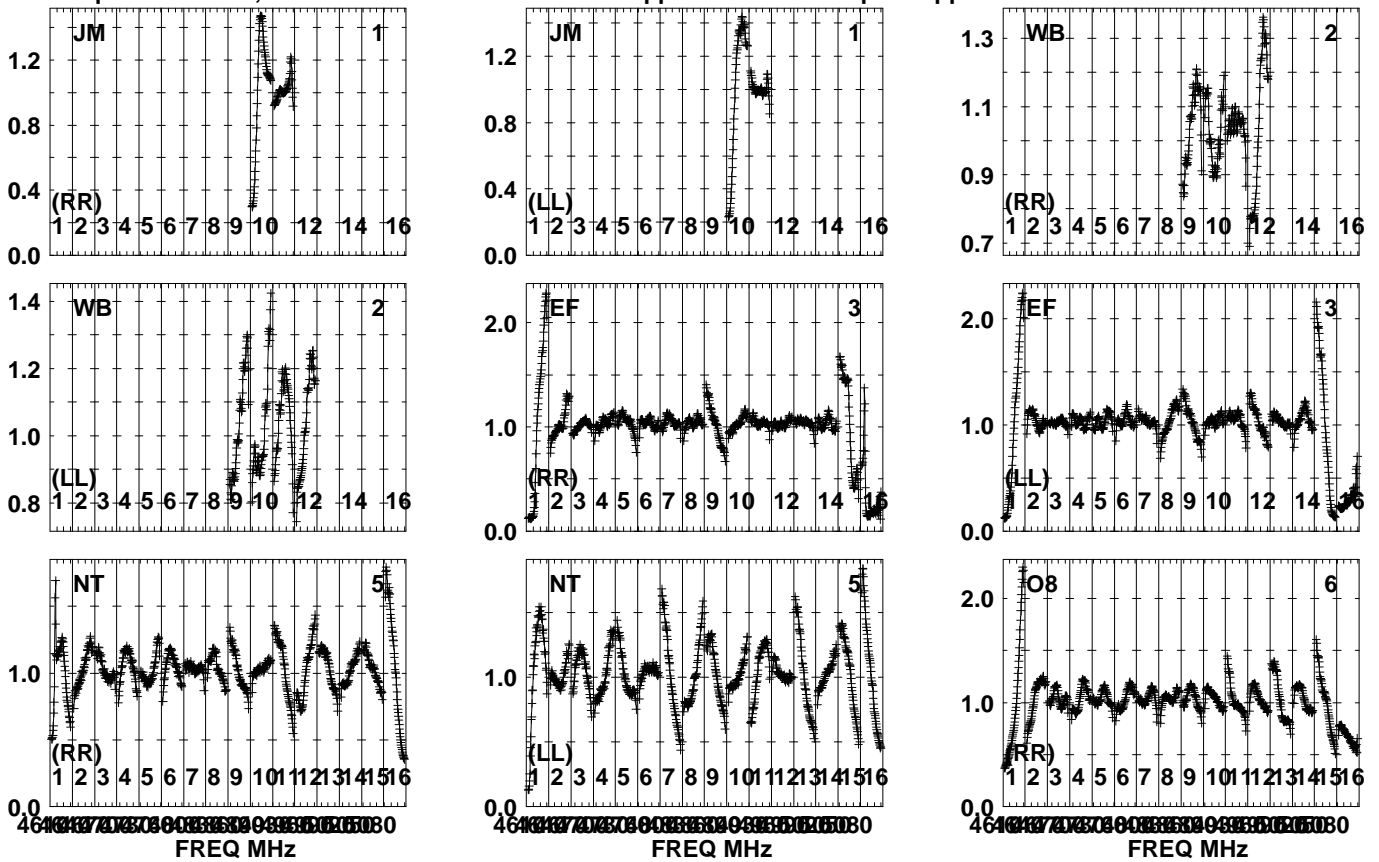 JM 1
1.2
0.8
0.4
0.0
(RR)
1 2 3 4 5 6 7 8 9 10 12 14 16
JM 1
1.2
0.8
0.4
0.0
(LL)
1 2 3 4 5 6 7 8 9 10 12 14 16
WB 2
1.3
1.1
0.9
0.7
(RR)
1 2 3 4 5 6 7 8 9 10 12 14 16
WB 2
1.4
1.2
1.0
0.8
(LL)
1 2 3 4 5 6 7 8 9 10 12 14 16
EF 3
2.0
1.0
0.0
(RR)
1 2 3 4 5 6 7 8 9 10 12 14 16
EF 3
2.0
1.0
0.0
(LL)
1 2 3 4 5 6 7 8 9 10 12 14 16
NT 5
1.0
0.0
(RR)
1 2 3 4 5 6 7 8 9 10 11 12 13 14 15 16
FREQ MHz
NT 5
1.0
0.0
(LL)
1 2 3 4 5 6 7 8 9 10 11 12 13 14 15 16
FREQ MHz
O8 6
2.0
1.0
0.0
(RR)
1 2 3 4 5 6 7 8 9 10 11 12 13 14 15 16
FREQ MHz